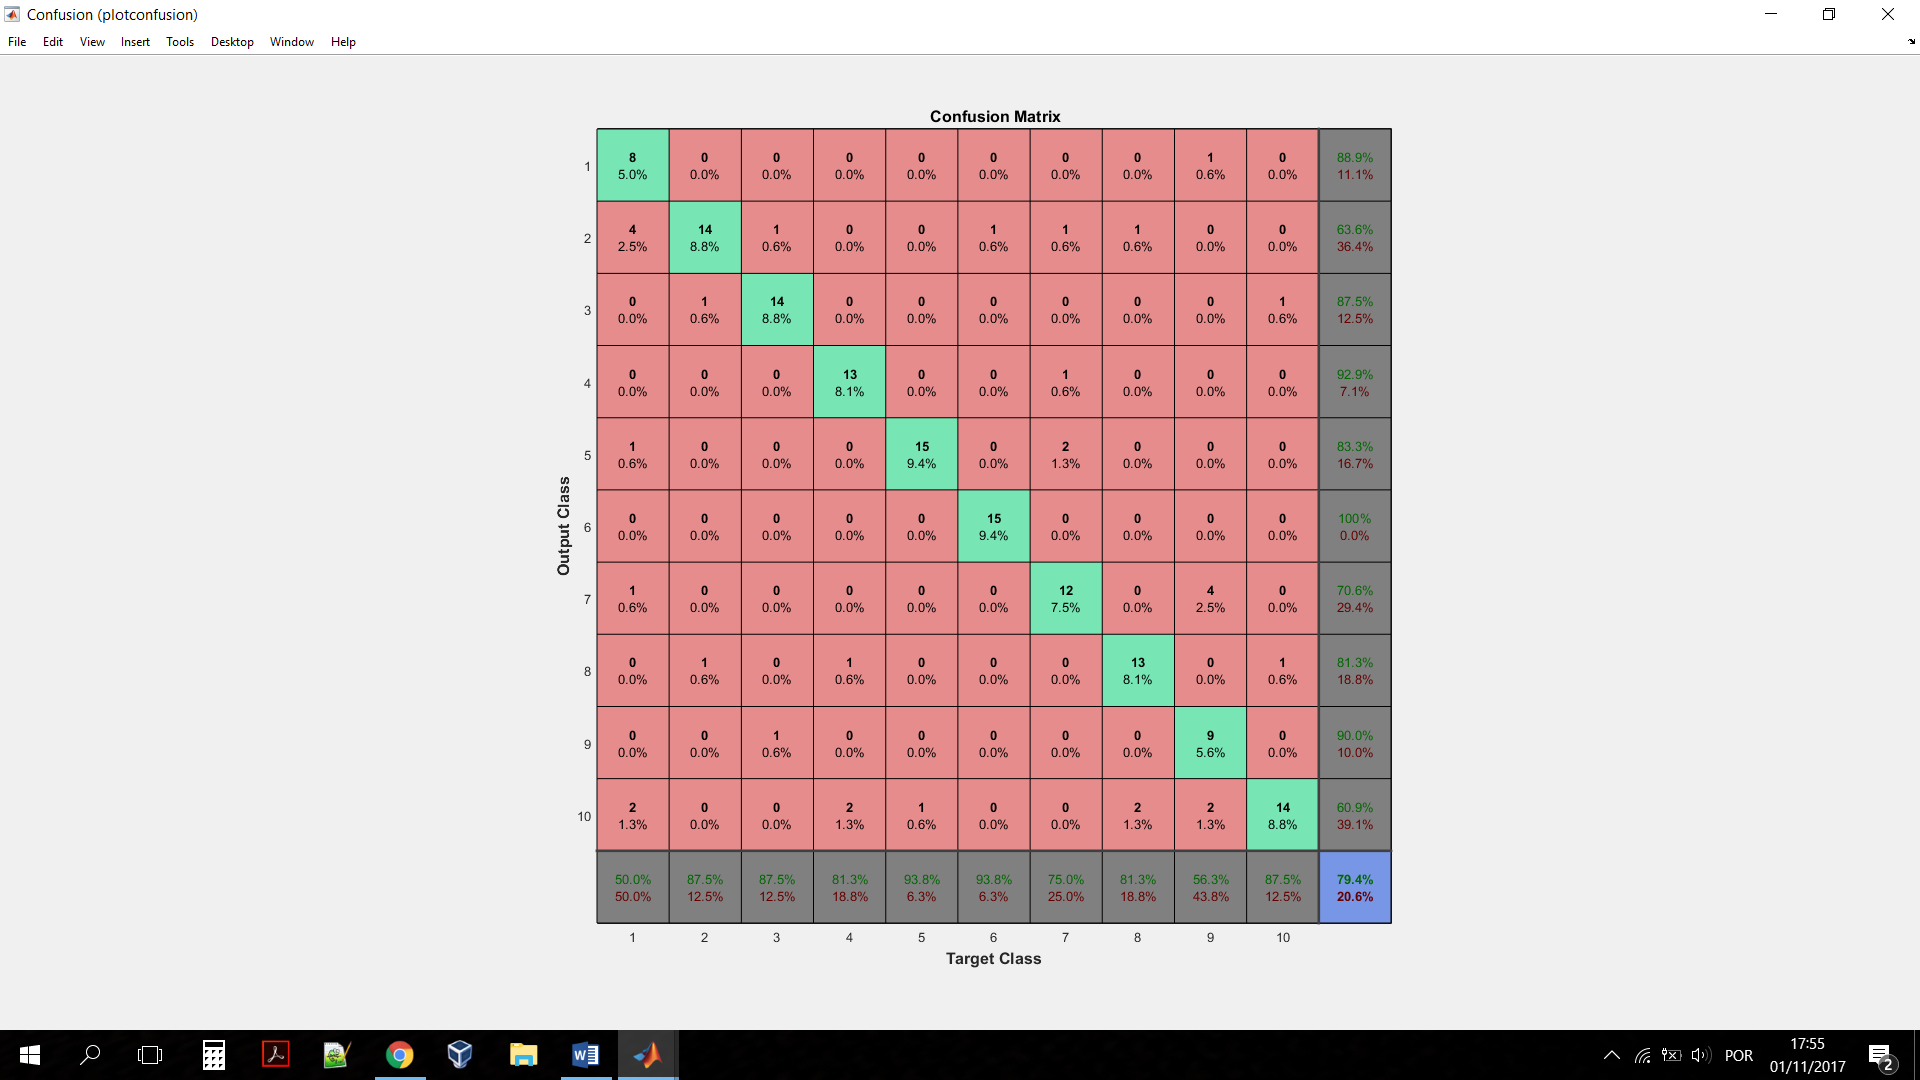 Confusion (plotconfusion)
File Edit View Insert Tools Desktop Window Help
Confusion Matrix
8 0 0 0 0 0 0 0 1 0 88.9%
1
5.0% 0.0% 0.0% 0.0% 0.0% 0.0% 0.0% 0.0% 0.6% 0.0% 11.1%
4 14 1 0 0 1 1 1 0 0 63.6%
2
2.5% 8.8% 0.6% 0.0% 0.0% 0.6% 0.6% 0.6% 0.0% 0.0% 36.4%
0 1 14 0 0 0 0 0 0 1 87.5%
3
0.0% 0.6% 8.8% 0.0% 0.0% 0.0% 0.0% 0.0% 0.0% 0.6% 12.5%
0 0 0 13 0 0 1 0 0 0 92.9%
4
0.0% 0.0% 0.0% 8.1% 0.0% 0.0% 0.6% 0.0% 0.0% 0.0% 7.1%
1 0 0 0 15 0 2 0 0 0 83.3%
5
0.6% 0.0% 0.0% 0.0% 9.4% 0.0% 1.3% 0.0% 0.0% 0.0% 16.7%
0 0 0 0 0 15 0 0 0 0 100%
6
0.0% 0.0% 0.0% 0.0% 0.0% 9.4% 0.0% 0.0% 0.0% 0.0% 0.0%
1 0 0 0 0 0 12 0 4 0 70.6%
7
0.6% 0.0% 0.0% 0.0% 0.0% 0.0% 7.5% 0.0% 2.5% 0.0% 29.4%
0 1 0 1 0 0 0 13 0 1 81.3%
8
0.0% 0.6% 0.0% 0.6% 0.0% 0.0% 0.0% 8.1% 0.0% 0.6% 18.8%
0 0 1 0 0 0 0 0 9 0 90.0%
9
0.0% 0.0% 0.6% 0.0% 0.0% 0.0% 0.0% 0.0% 5.6% 0.0% 10.0%
2 0 0 2 1 0 0 2 2 14 60.9%
10
1.3% 0.0% 0.0% 1.3% 0.6% 0.0% 0.0% 1.3% 1.3% 8.8% 39.1%
50.0% 87.5% 87.5% 81.3% 93.8% 93.8% 75.0% 81.3% 56.3% 87.5% 79.4%
50.0% 12.5% 12.5% 18.8% 6.3% 6.3% 25.0% 18.8% 43.8% 12.5% 20.6%
1 2 3 4 5 6 7 8 9 10
Output Class
Target Class
POR
17:55
01/11/2017
2